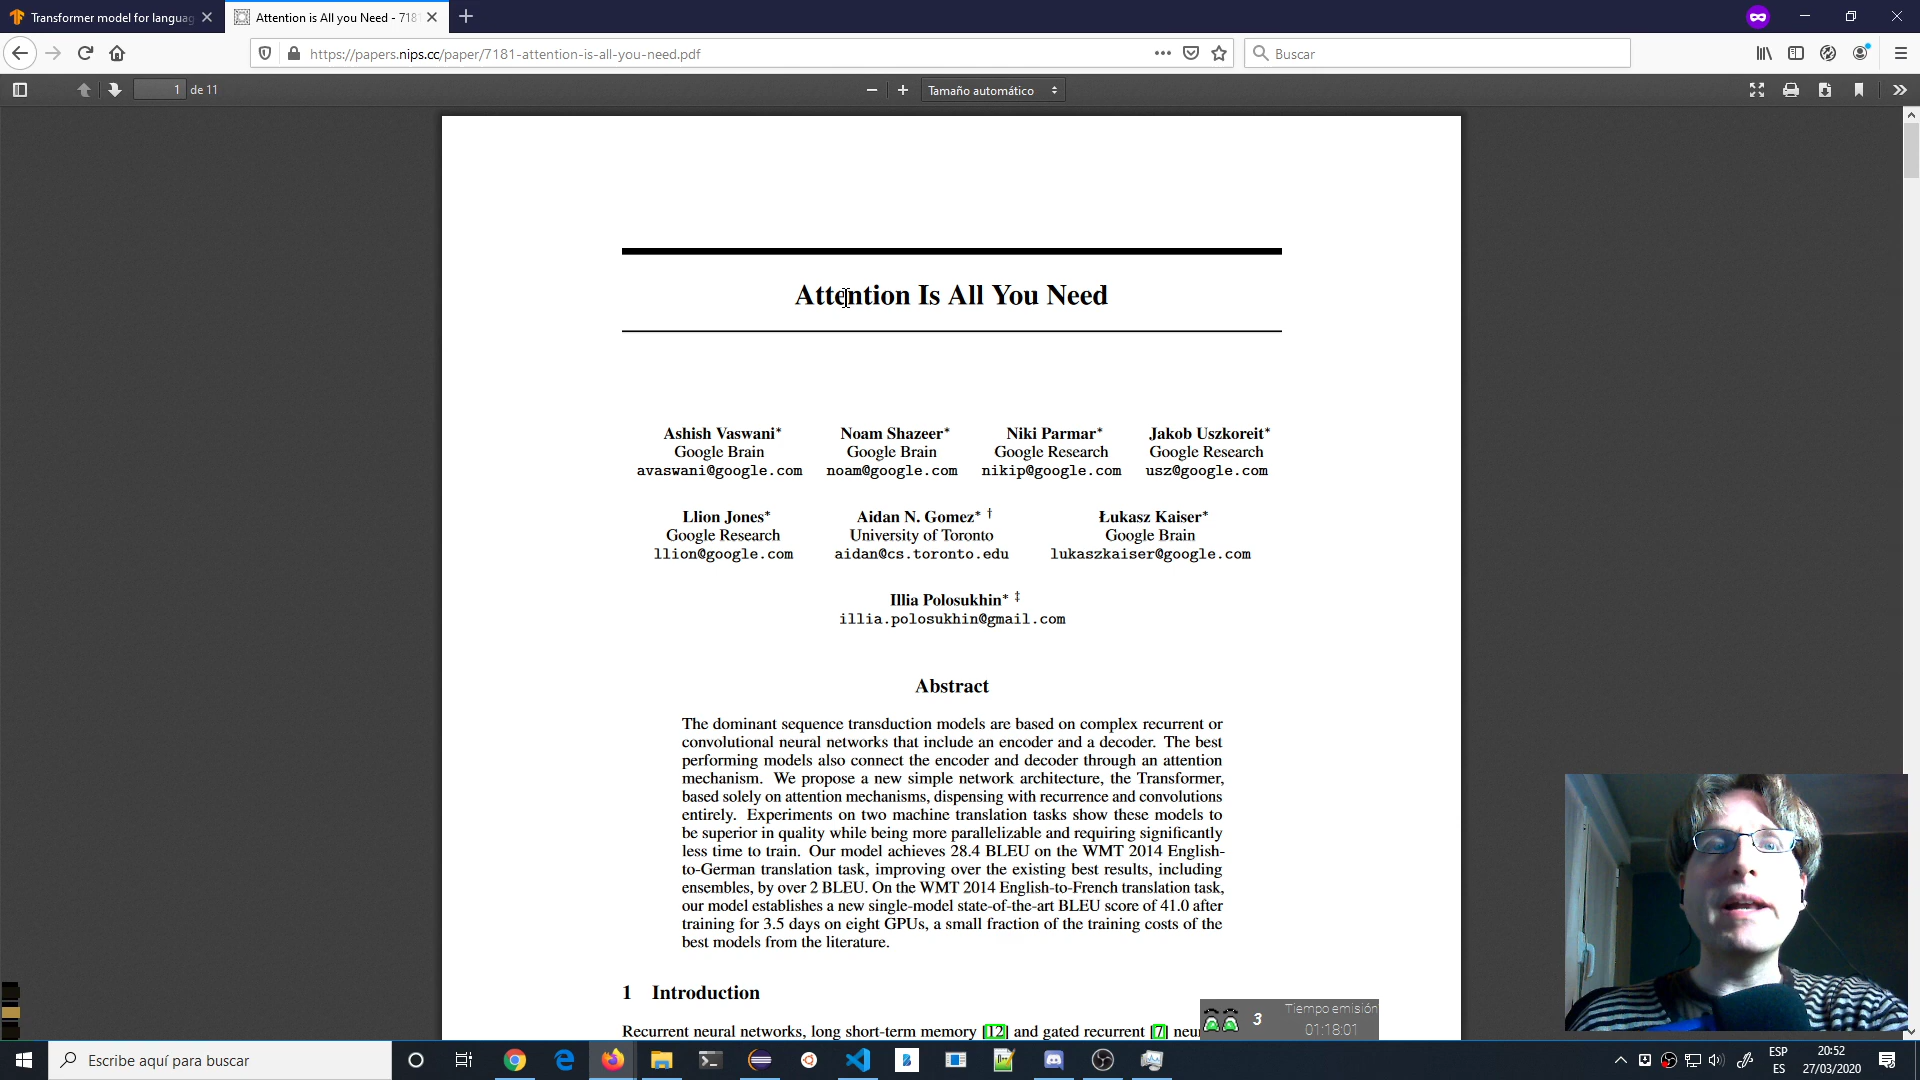 Transformer model for languag
Attention is All you Need - 718
https://papers.nips.cc/paper/7181-attention-is-all-you-need.pdf
Buscar
1 de 11
Tamaño automático
Attention Is All You Need
Ashish Vaswani* Noam Shazeer* Niki Parmar* Jakob Uszkoreit*
Google Brain Google Brain Google Research Google Research
avaswani@google.com noam@google.com nikip@google.com usz@google.com
Llion Jones* Aidan N. Gomez* † Łukasz Kaiser*
Google Research University of Toronto Google Brain
llion@google.com aidan@cs.toronto.edu lukaszkaiser@google.com
Illia Polosukhin* ‡
illia.polosukhin@gmail.com
Abstract
The dominant sequence transduction models are based on complex recurrent or
convolutional neural networks that include an encoder and a decoder. The best
performing models also connect the encoder and decoder through an attention
mechanism. We propose a new simple network architecture, the Transformer,
based solely on attention mechanisms, dispensing with recurrence and convolutions
entirely. Experiments on two machine translation tasks show these models to
be superior in quality while being more parallelizable and requiring significantly
less time to train. Our model achieves 28.4 BLEU on the WMT 2014 English-
to-German translation task, improving over the existing best results, including
ensembles, by over 2 BLEU. On the WMT 2014 English-to-French translation task,
our model establishes a new single-model state-of-the-art BLEU score of 41.0 after
training for 3.5 days on eight GPUs, a small fraction of the training costs of the
best models from the literature.
1 Introduction
Recurrent neural networks, long short-term memory [12] and gated recurrent [7] neu
3 Tiempo emisión
01:18:01
Escribe aquí para buscar
ESP
ES
20:52
27/03/2020